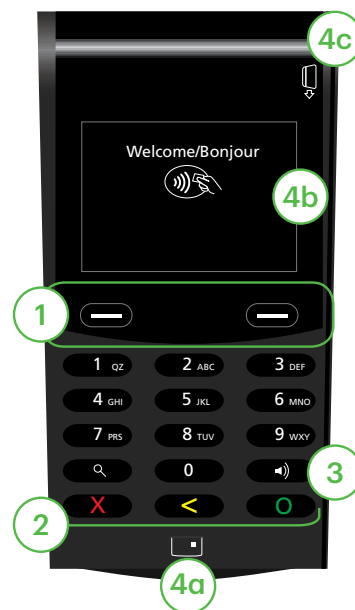 4c
Welcome/Bonjour
4b
1
1 QZ 2 ABC 3 DEF
4 GHI 5 JKL 6 MNO
7 PRS 8 TUV 9 WXY
0
3
X < O
2
4a